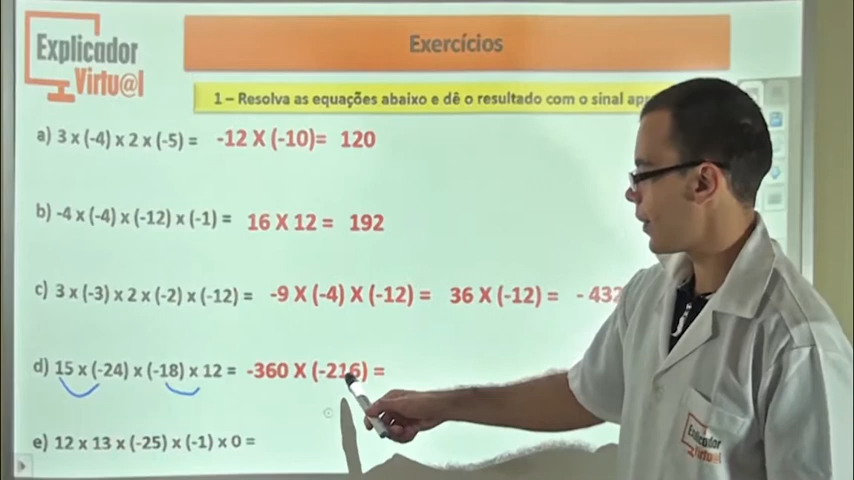 Explicador
Virtu@l
Exercícios
1 – Resolva as equações abaixo e dê o resultado com o sinal
a) 3 x (-4) x 2 x (-5) = -12 X (-10)= 120
b) -4 x (-4) x (-12) x (-1) = 16 X 12 = 192
c) 3 x (-3) x 2 x (-2) x (-12) = -9 X (-4) X (-12) = 36 X (-12) = - 432
d) 15 x (-24) x (-18) x 12 = -360 X (-216) =
e) 12 x 13 x (-25) x (-1) x 0 =
Explicador